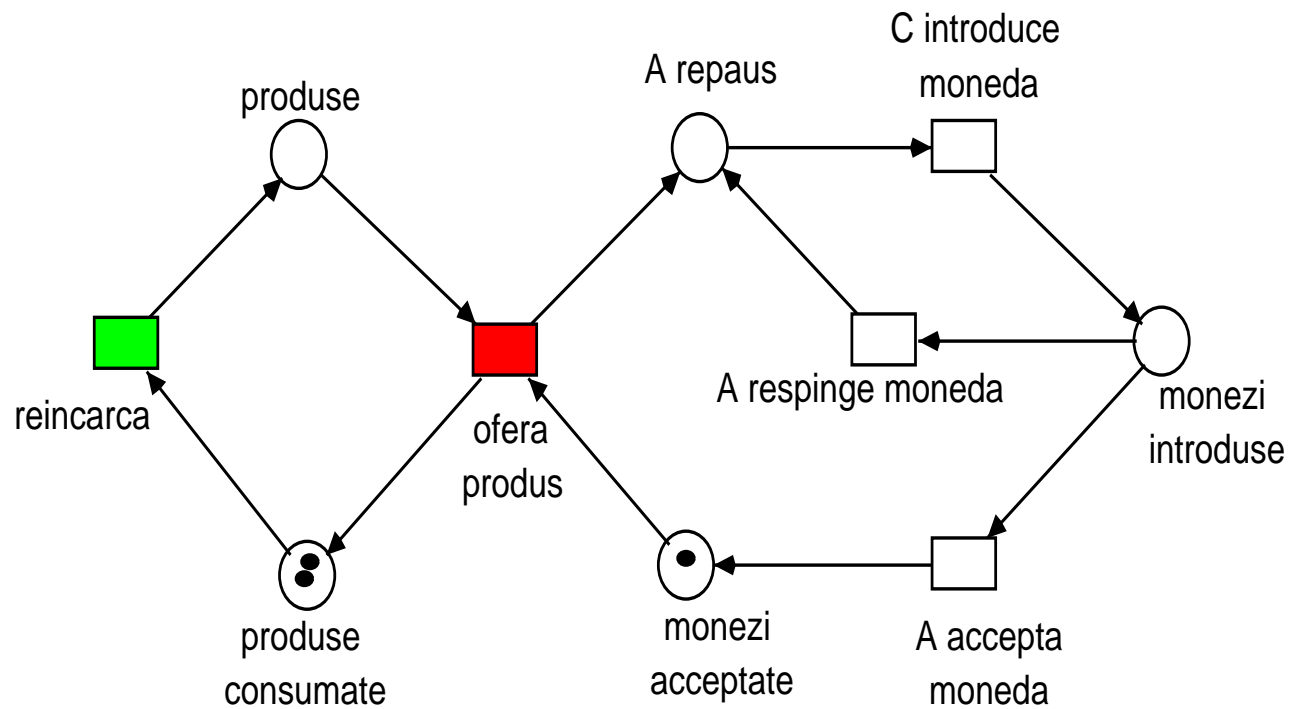 C introduce
moneda
A repaus
produse
A respinge moneda
monezi
introduse
reincarca
ofera
produs
produse
consumate
monezi
acceptate
A accepta
moneda